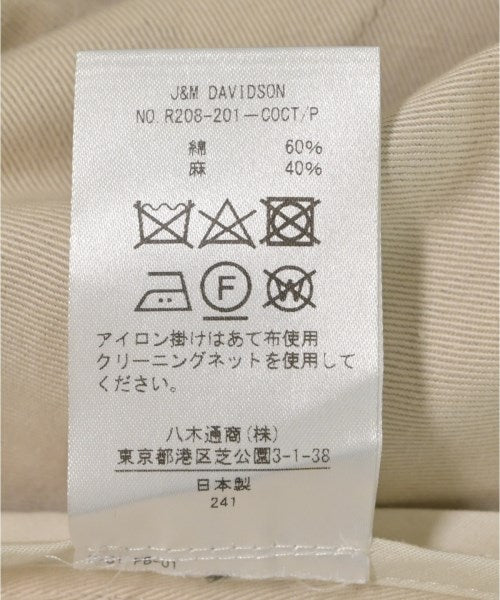 J&M DAVIDSON
NO.R208-201-COCT/P
綿 60%
麻 40%
F W
アイロン掛けはあて布使用
クリーニングネットを使用して
ください。
八木通商(株)
東京都港区芝公園3-1-38
日本製
241
PB-01